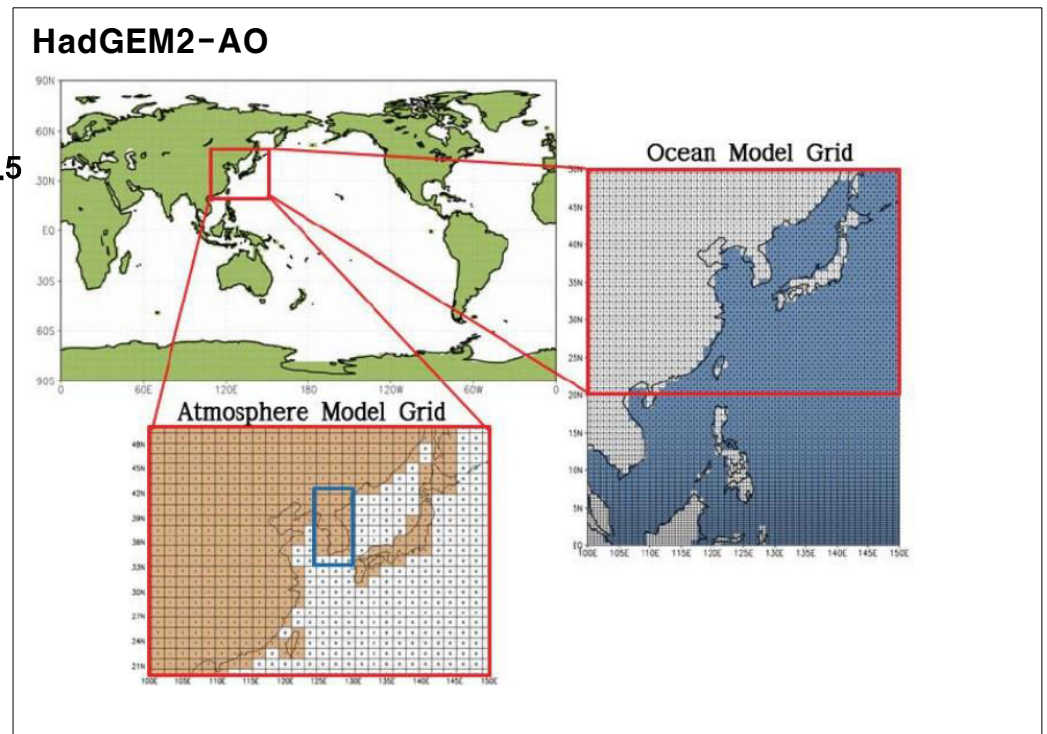 HadGEM2-AO
90N
60N
30N
EQ
30S
60S
90S
0 60E 120E 180 120W 60W 0
.5
Ocean Model Grid
50N
45N
40N
35N
30N
25N
20N
15N
10N
5N
EQ
100E 105E 110E 115E 120E 125E 130E 135E 140E 145E 150E
Atmosphere Model Grid
48N
45N
42N
39N
36N
33N
30N
27N
24N
21N
100E 105E 110E 115E 120E 125E 130E 135E 140E 145E 150E